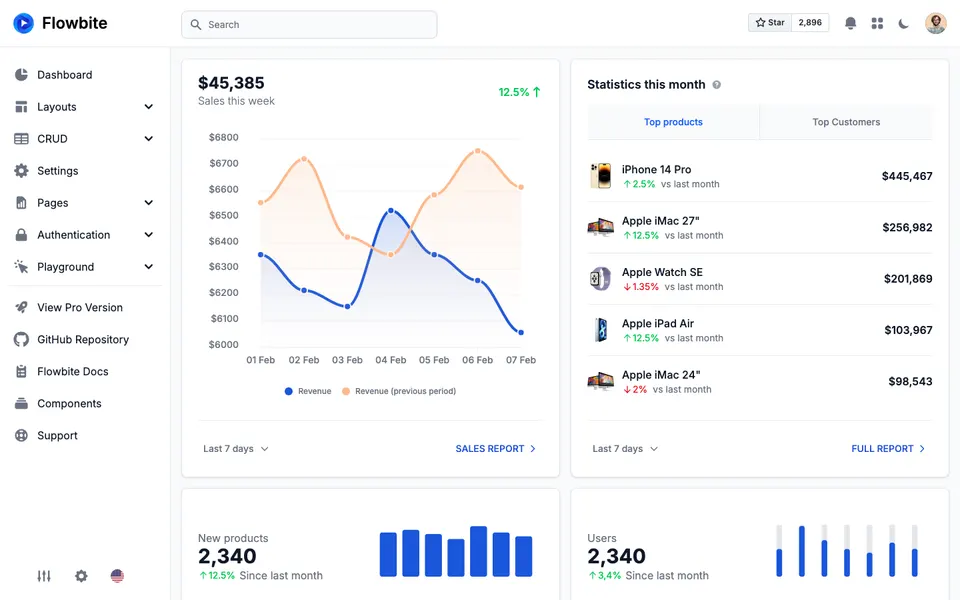 Flowbite
Search
Star 2,896
Dashboard
Layouts
CRUD
Settings
Pages
Authentication
Playground
View Pro Version
GitHub Repository
Flowbite Docs
Components
Support
$45,385
Sales this week
12.5%
$6800
$6700
$6600
$6500
$6400
$6300
$6200
$6100
$6000
01 Feb 02 Feb 03 Feb 04 Feb 05 Feb 06 Feb 07 Feb
Revenue Revenue (previous period)
Last 7 days SALES REPORT
Statistics this month
Top products Top Customers
iPhone 14 Pro
2.5% vs last month
$445,467
Apple iMac 27"
12.5% vs last month
$256,982
Apple Watch SE
1.35% vs last month
$201,869
Apple iPad Air
12.5% vs last month
$103,967
Apple iMac 24"
2% vs last month
$98,543
Last 7 days FULL REPORT
New products
2,340
12.5% Since last month
Users
2,340
3,4% Since last month